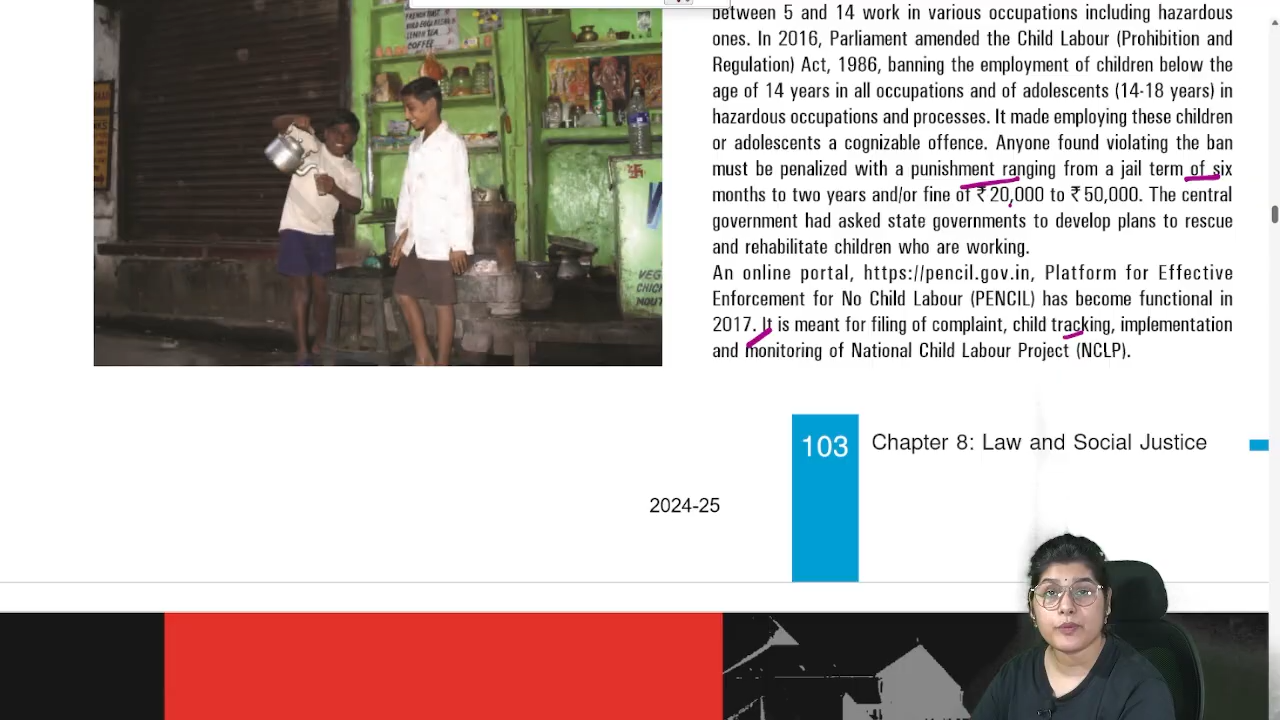 FRENCH TOAST
LEMON TEA
COFFEE
between 5 and 14 work in various occupations including hazardous
ones. In 2016, Parliament amended the Child Labour (Prohibition and
Regulation) Act, 1986, banning the employment of children below the
age of 14 years in all occupations and of adolescents (14-18 years) in
hazardous occupations and processes. It made employing these children
or adolescents a cognizable offence. Anyone found violating the ban
must be penalized with a punishment ranging from a jail term of six
months to two years and/or fine of ₹ 20,000 to ₹ 50,000. The central
government had asked state governments to develop plans to rescue
and rehabilitate children who are working.
An online portal, https://pencil.gov.in, Platform for Effective
Enforcement for No Child Labour (PENCIL) has become functional in
2017. It is meant for filing of complaint, child tracking, implementation
and monitoring of National Child Labour Project (NCLP).
103
Chapter 8: Law and Social Justice
2024-25